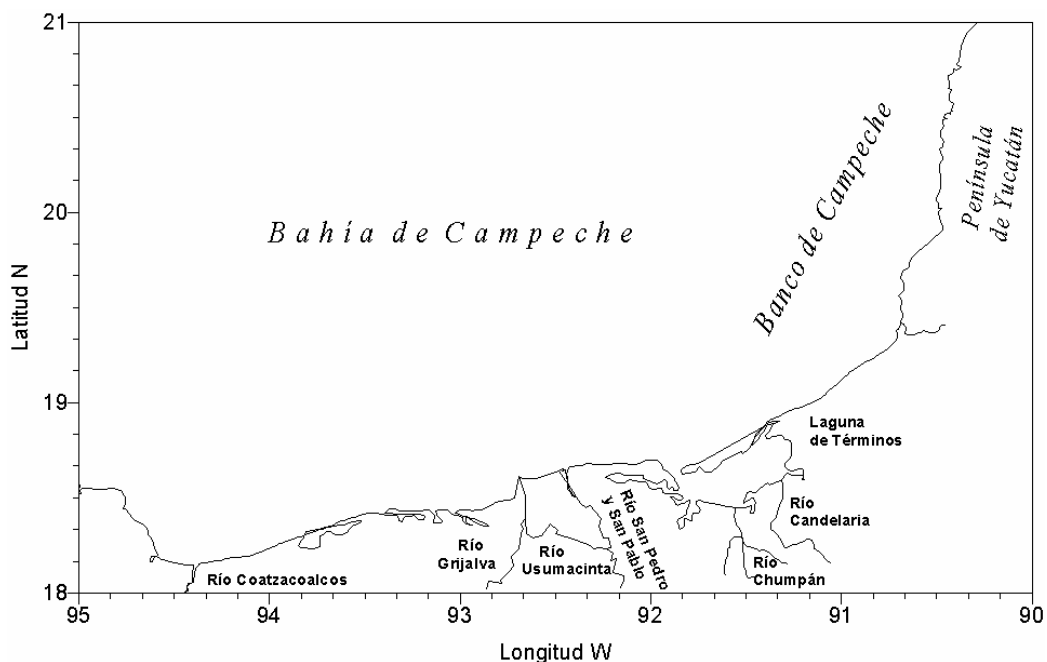 21
20
19
18
Latitud N
Bahía de Campeche
Banco de Campeche
Península
de Yucatán
Laguna
de Términos
Río
Candelaria
Río
Chumpán
Río San Pedro
y San Pablo
Río
Usumacinta
Río
Grijalva
Río Coatzacoalcos
95
94
93
92
91
90
Longitud W